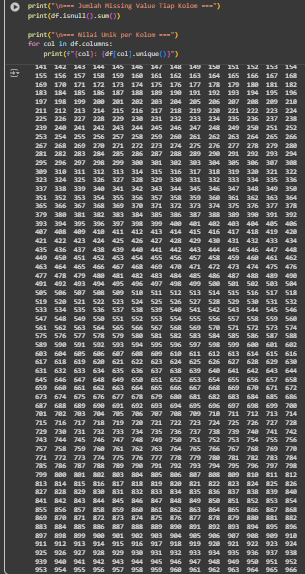 print("\n=== Jumlah Missing Value Tiap Kolom ===")
print(df.isnull().sum())
print("\n=== Nilai Unik per Kolom ===")
for col in df.columns:
print(f"{col}: {df[col].unique()}")
141 142 143 144 145 146 147 148 149 150 151 152 153 154
155 156 157 158 159 160 161 162 163 164 165 166 167 168
169 170 171 172 173 174 175 176 177 178 179 180 181 182
183 184 185 186 187 188 189 190 191 192 193 194 195 196
197 198 199 200 201 202 203 204 205 206 207 208 209 210
211 212 213 214 215 216 217 218 219 220 221 222 223 224
225 226 227 228 229 230 231 232 233 234 235 236 237 238
239 240 241 242 243 244 245 246 247 248 249 250 251 252
253 254 255 256 257 258 259 260 261 262 263 264 265 266
267 268 269 270 271 272 273 274 275 276 277 278 279 280
281 282 283 284 285 286 287 288 289 290 291 292 293 294
295 296 297 298 299 300 301 302 303 304 305 306 307 308
309 310 311 312 313 314 315 316 317 318 319 320 321 322
323 324 325 326 327 328 329 330 331 332 333 334 335 336
337 338 339 340 341 342 343 344 345 346 347 348 349 350
351 352 353 354 355 356 357 358 359 360 361 362 363 364
365 366 367 368 369 370 371 372 373 374 375 376 377 378
379 380 381 382 383 384 385 386 387 388 389 390 391 392
393 394 395 396 397 398 399 400 401 402 403 404 405 406
407 408 409 410 411 412 413 414 415 416 417 418 419 420
421 422 423 424 425 426 427 428 429 430 431 432 433 434
435 436 437 438 439 440 441 442 443 444 445 446 447 448
449 450 451 452 453 454 455 456 457 458 459 460 461 462
463 464 465 466 467 468 469 470 471 472 473 474 475 476
477 478 479 480 481 482 483 484 485 486 487 488 489 490
491 492 493 494 495 496 497 498 499 500 501 502 503 504
505 506 507 508 509 510 511 512 513 514 515 516 517 518
519 520 521 522 523 524 525 526 527 528 529 530 531 532
533 534 535 536 537 538 539 540 541 542 543 544 545 546
547 548 549 550 551 552 553 554 555 556 557 558 559 560
561 562 563 564 565 566 567 568 569 570 571 572 573 574
575 576 577 578 579 580 581 582 583 584 585 586 587 588
589 590 591 592 593 594 595 596 597 598 599 600 601 602
603 604 605 606 607 608 609 610 611 612 613 614 615 616
617 618 619 620 621 622 623 624 625 626 627 628 629 630
631 632 633 634 635 636 637 638 639 640 641 642 643 644
645 646 647 648 649 650 651 652 653 654 655 656 657 658
659 660 661 662 663 664 665 666 667 668 669 670 671 672
673 674 675 676 677 678 679 680 681 682 683 684 685 686
687 688 689 690 691 692 693 694 695 696 697 698 699 700
701 702 703 704 705 706 707 708 709 710 711 712 713 714
715 716 717 718 719 720 721 722 723 724 725 726 727 728
729 730 731 732 733 734 735 736 737 738 739 740 741 742
743 744 745 746 747 748 749 750 751 752 753 754 755 756
757 758 759 760 761 762 763 764 765 766 767 768 769 770
771 772 773 774 775 776 777 778 779 780 781 782 783 784
785 786 787 788 789 790 791 792 793 794 795 796 797 798
799 800 801 802 803 804 805 806 807 808 809 810 811 812
813 814 815 816 817 818 819 820 821 822 823 824 825 826
827 828 829 830 831 832 833 834 835 836 837 838 839 840
841 842 843 844 845 846 847 848 849 850 851 852 853 854
855 856 857 858 859 860 861 862 863 864 865 866 867 868
869 870 871 872 873 874 875 876 877 878 879 880 881 882
883 884 885 886 887 888 889 890 891 892 893 894 895 896
897 898 899 900 901 902 903 904 905 906 907 908 909 910
911 912 913 914 915 916 917 918 919 920 921 922 923 924
925 926 927 928 929 930 931 932 933 934 935 936 937 938
939 940 941 942 943 944 945 946 947 948 949 950 951 952
953 954 955 956 957 958 959 960 961 962 963 964 965 966